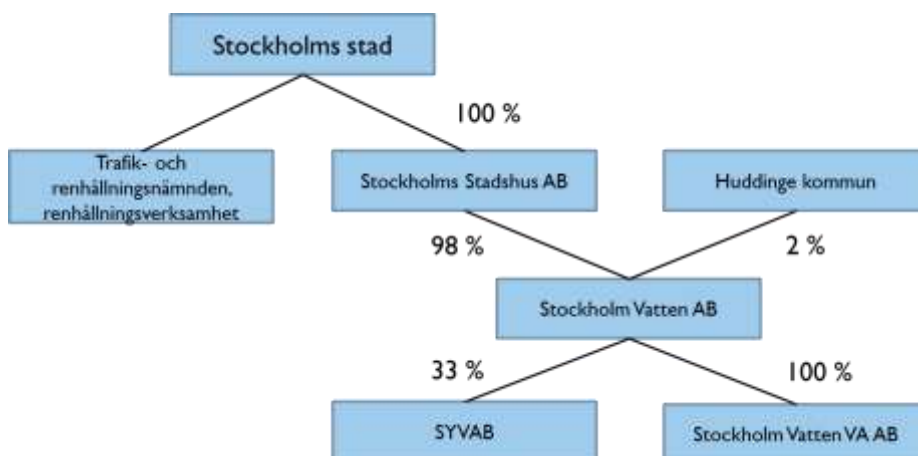 Stockholms stad
100 %
Trafik- och
renhållningsnämnden,
renhållningsverksamhet
Stockholms Stadshus AB
Huddinge kommun
98 %
2 %
Stockholm Vatten AB
33 %
100 %
SYVAB
Stockholm Vatten VA AB